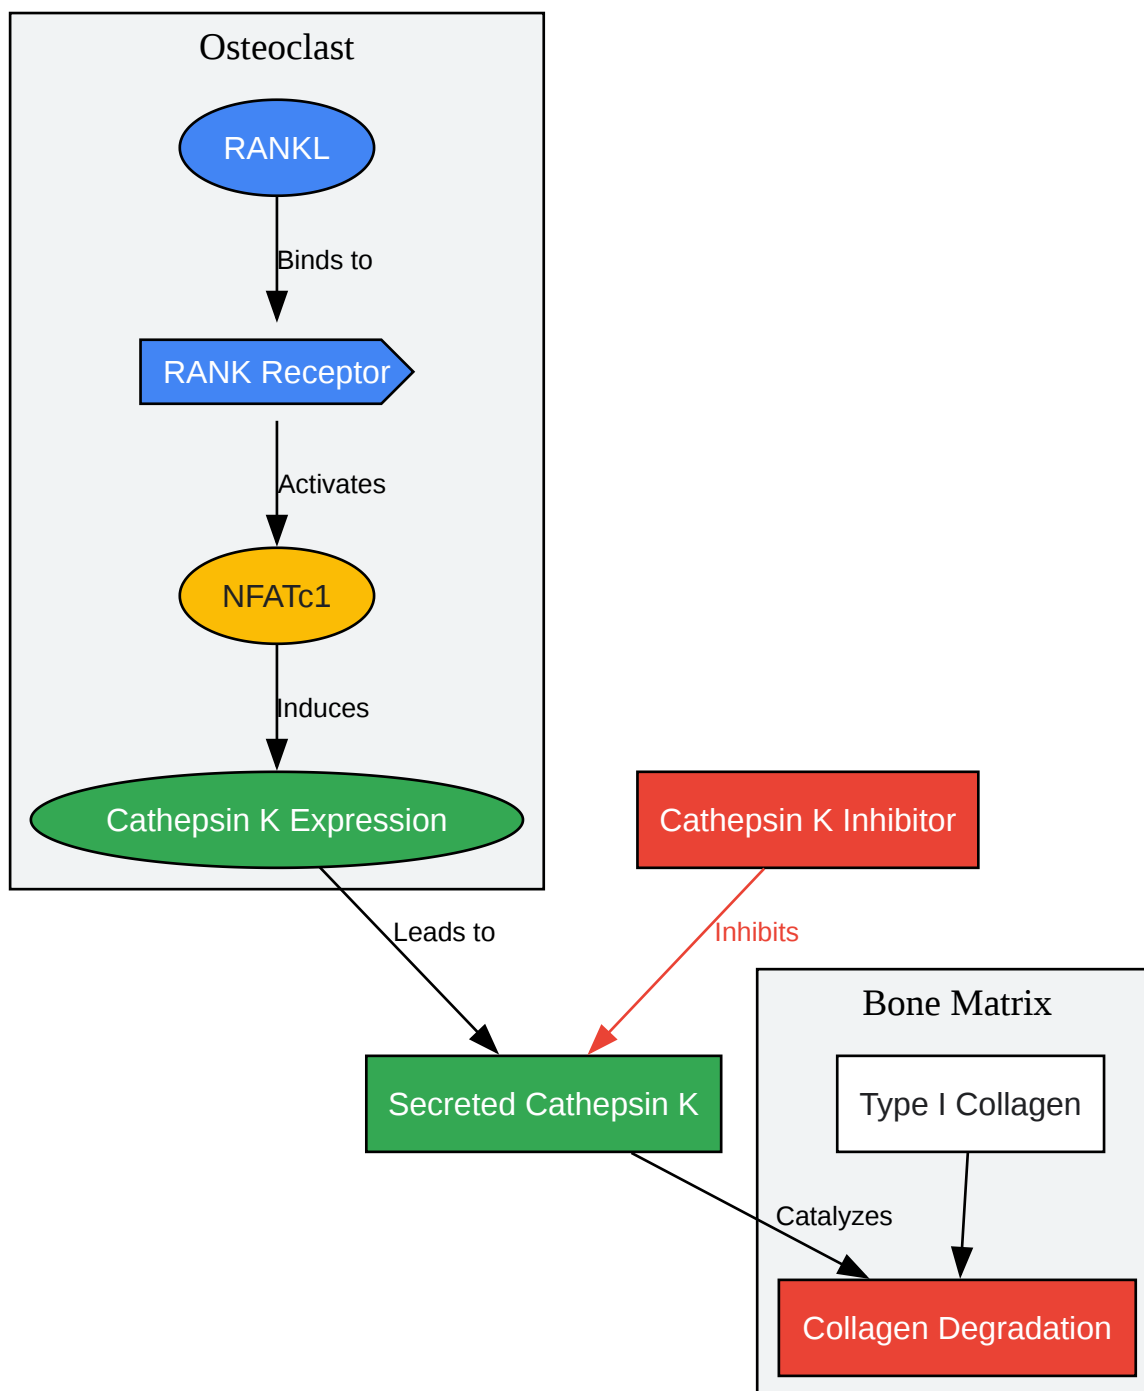 Osteoclast
RANKL
Binds to
RANK Receptor
Activates
NFATc1
Induces
Cathepsin K Expression
Cathepsin K Inhibitor
Leads to
Inhibits
Bone Matrix
Secreted Cathepsin K
Type I Collagen
Catalyzes
Collagen Degradation